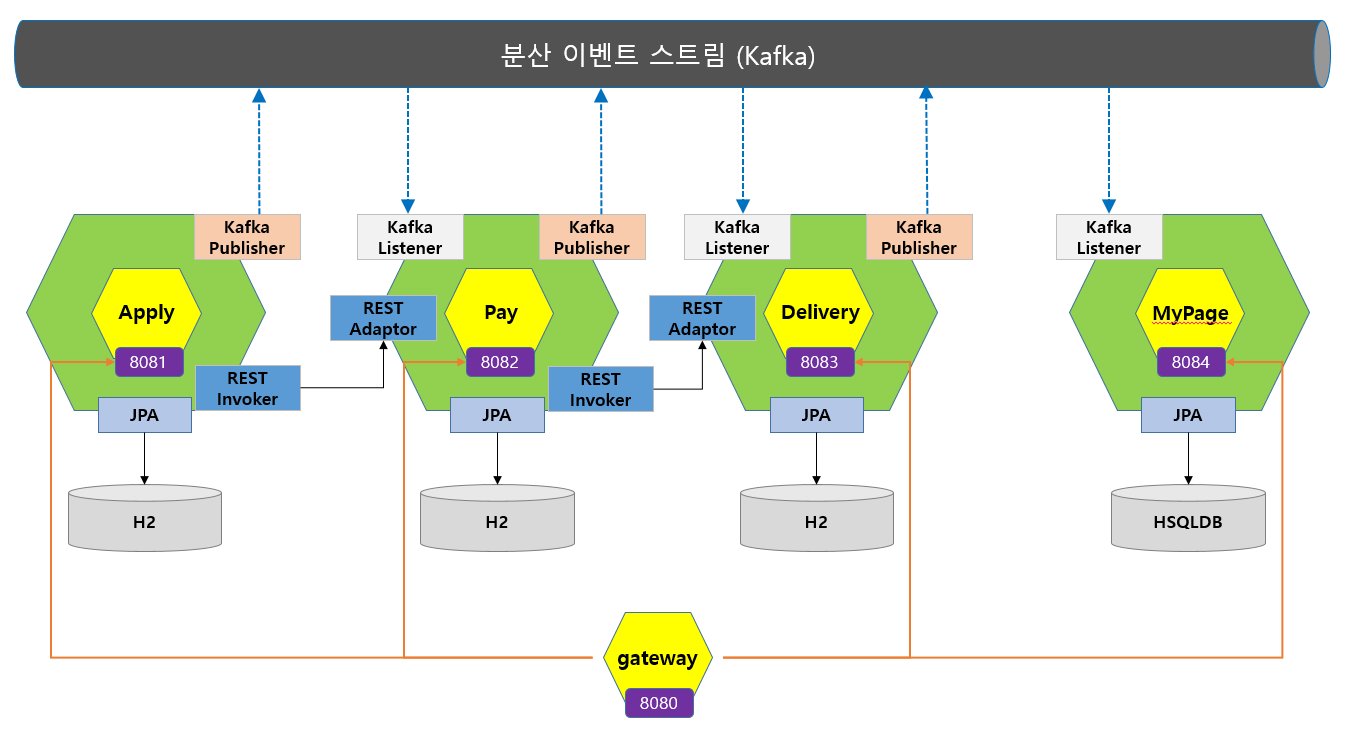 분산 이벤트 스트림 (Kafka)
Kafka
Publisher
Kafka
Listener
Kafka
Publisher
Kafka
Listener
Kafka
Publisher
Kafka
Listener
REST
Adaptor
REST
Adaptor
Apply
Pay
Delivery
MyPage
8081
8082
8083
8084
REST
Invoker
REST
Invoker
JPA
JPA
JPA
JPA
H2
H2
H2
HSQLDB
gateway
8080